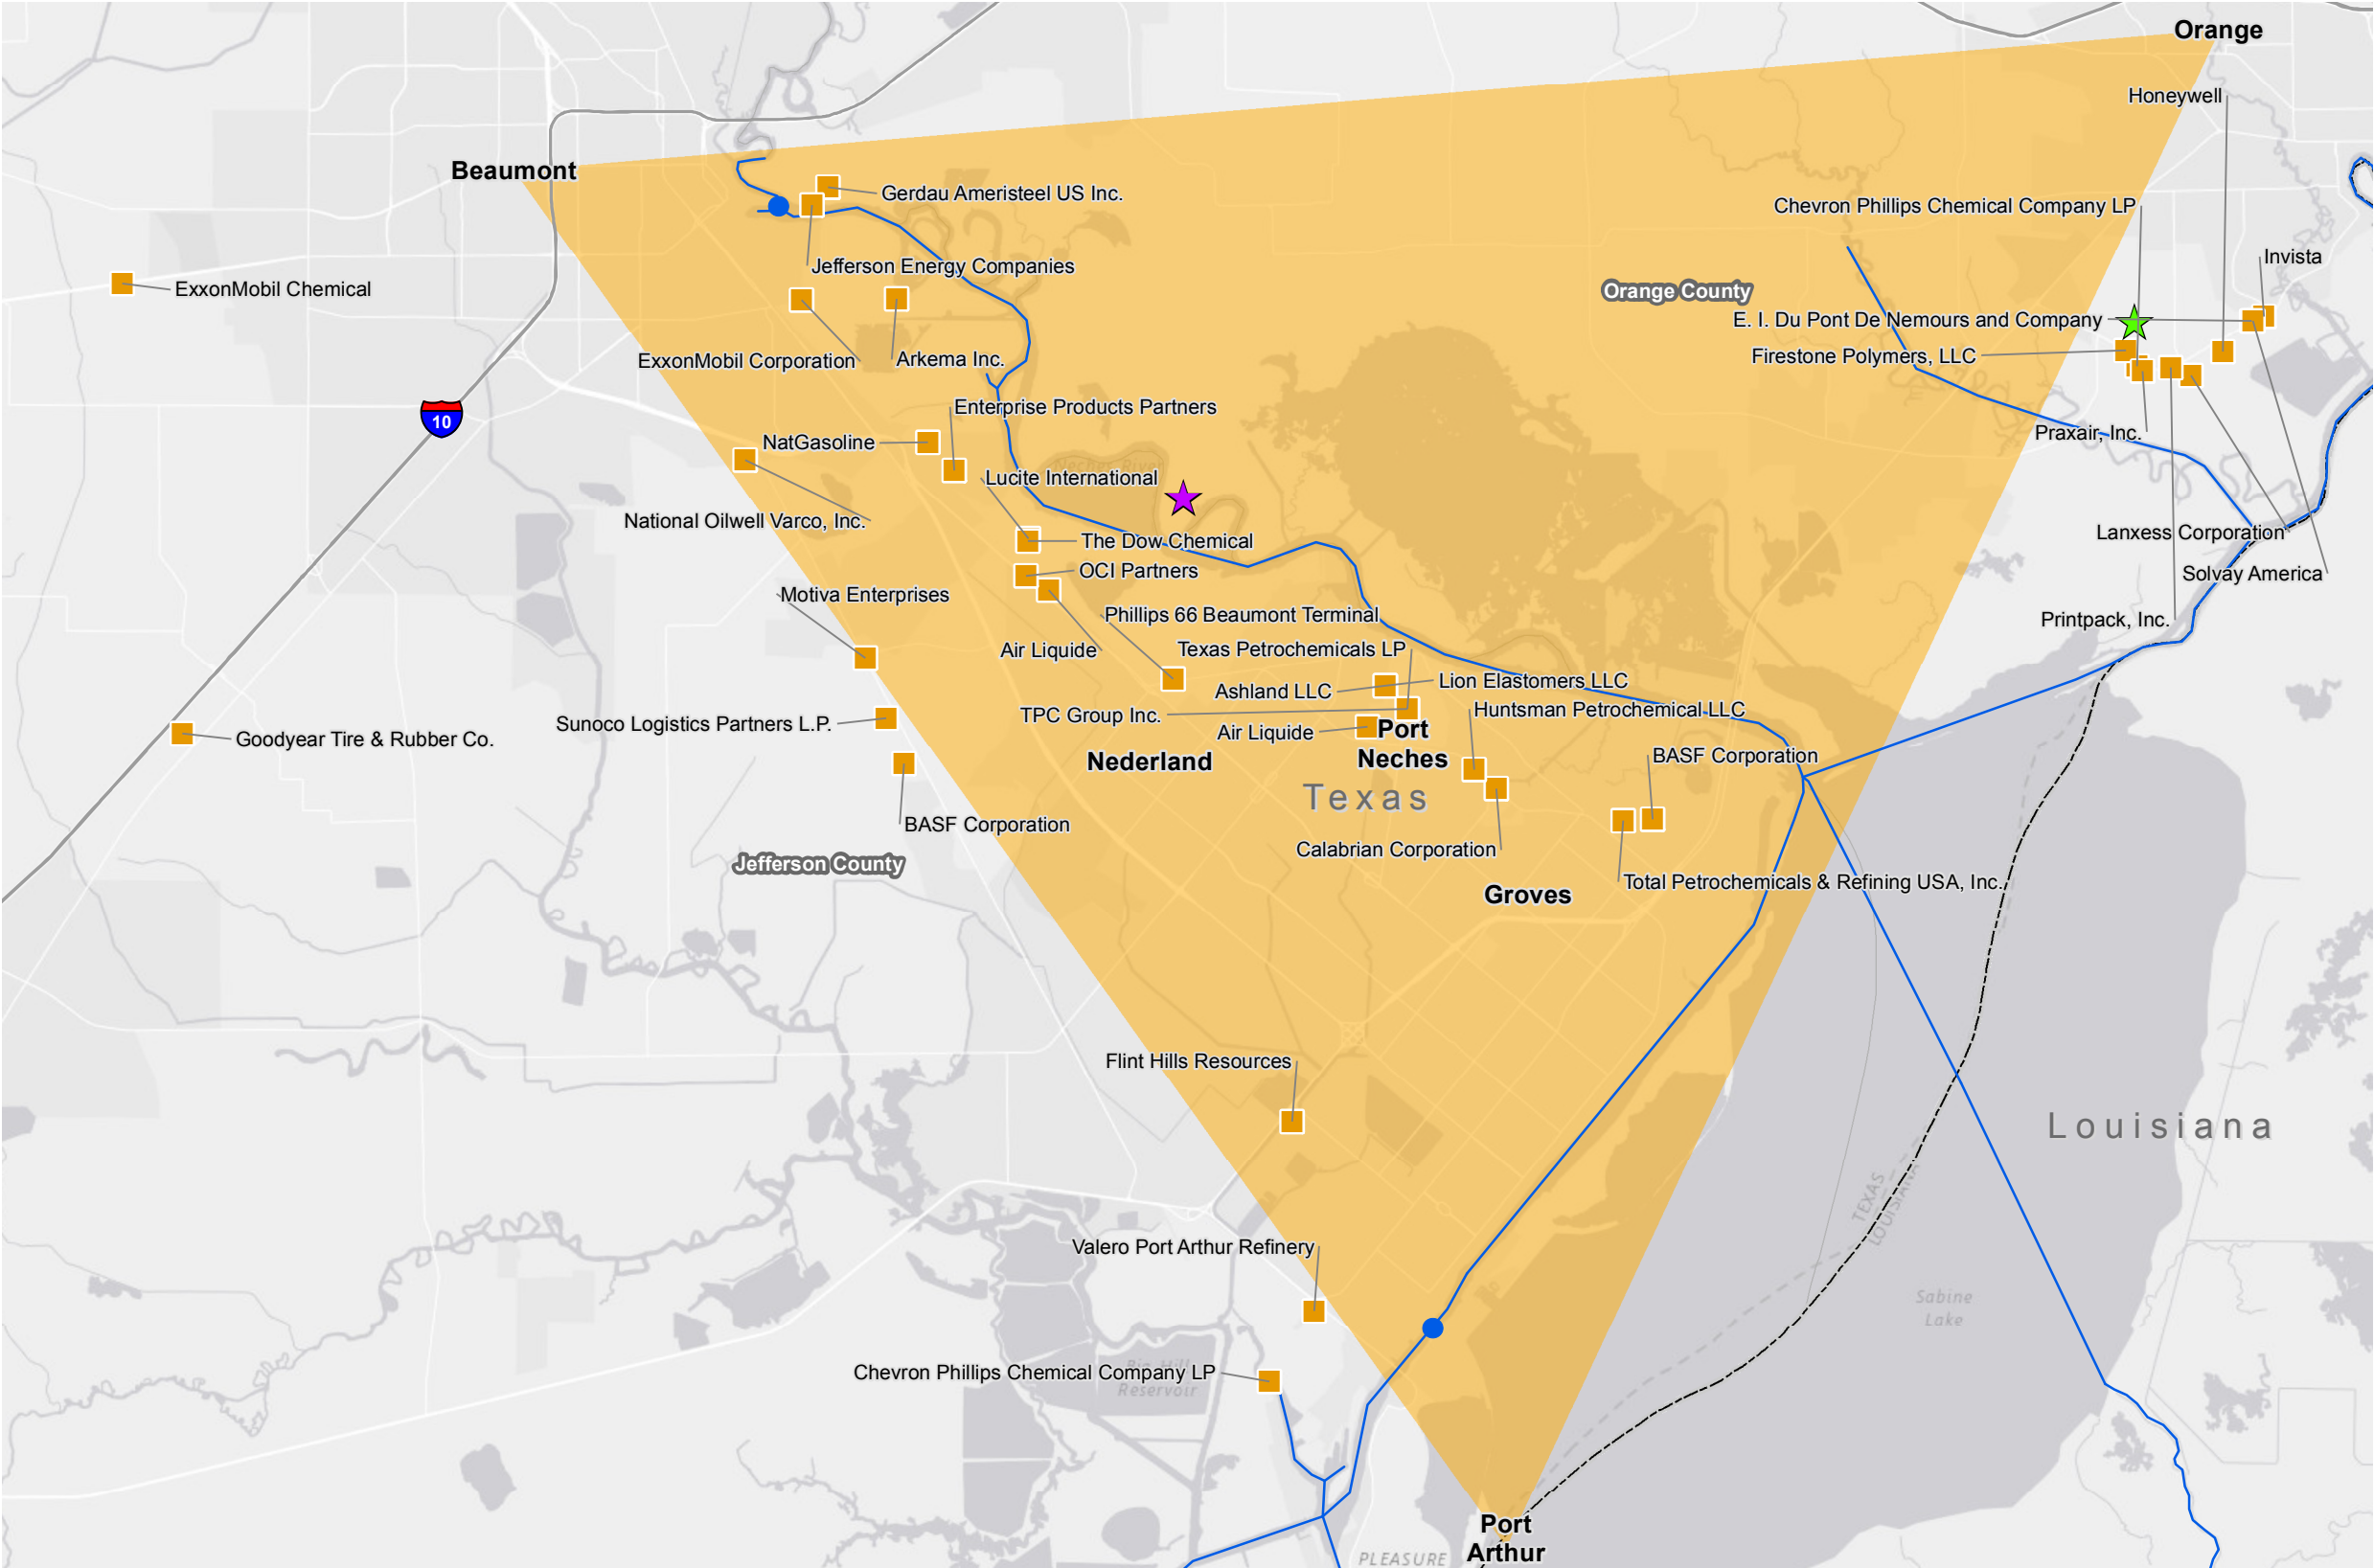 Orange
Honeywell
Beaumont
Gerdau Ameristeel US Inc.
Chevron Phillips Chemical Company LP
Invista
Jefferson Energy Companies
ExxonMobil Chemical
Orange County
E. I. Du Pont De Nemours and Company
ExxonMobil Corporation
Arkema Inc.
Firestone Polymers, LLC
10
Enterprise Products Partners
NatGasoline
Praxair, Inc.
Neches River
Lucite International
National Oilwell Varco, Inc.
Lanxess Corporation
The Dow Chemical
OCI Partners
Solvay America
Motiva Enterprises
Phillips 66 Beaumont Terminal
Printpack, Inc.
Air Liquide
Texas Petrochemicals LP
Ashland LLC
Lion Elastomers LLC
TPC Group Inc.
Huntsman Petrochemical LLC
Sunoco Logistics Partners L.P.
Air Liquide
Port
Neches
Goodyear Tire & Rubber Co.
Nederland
BASF Corporation
Texas
BASF Corporation
Calabrian Corporation
Jefferson County
Total Petrochemicals & Refining USA, Inc.
Groves
Flint Hills Resources
Louisiana
TEXAS
LOUISIANA
Valero Port Arthur Refinery
Sabine
Lake
Chevron Phillips Chemical Company LP
Big Hill
Reservoir
Port
Arthur
PLEASURE